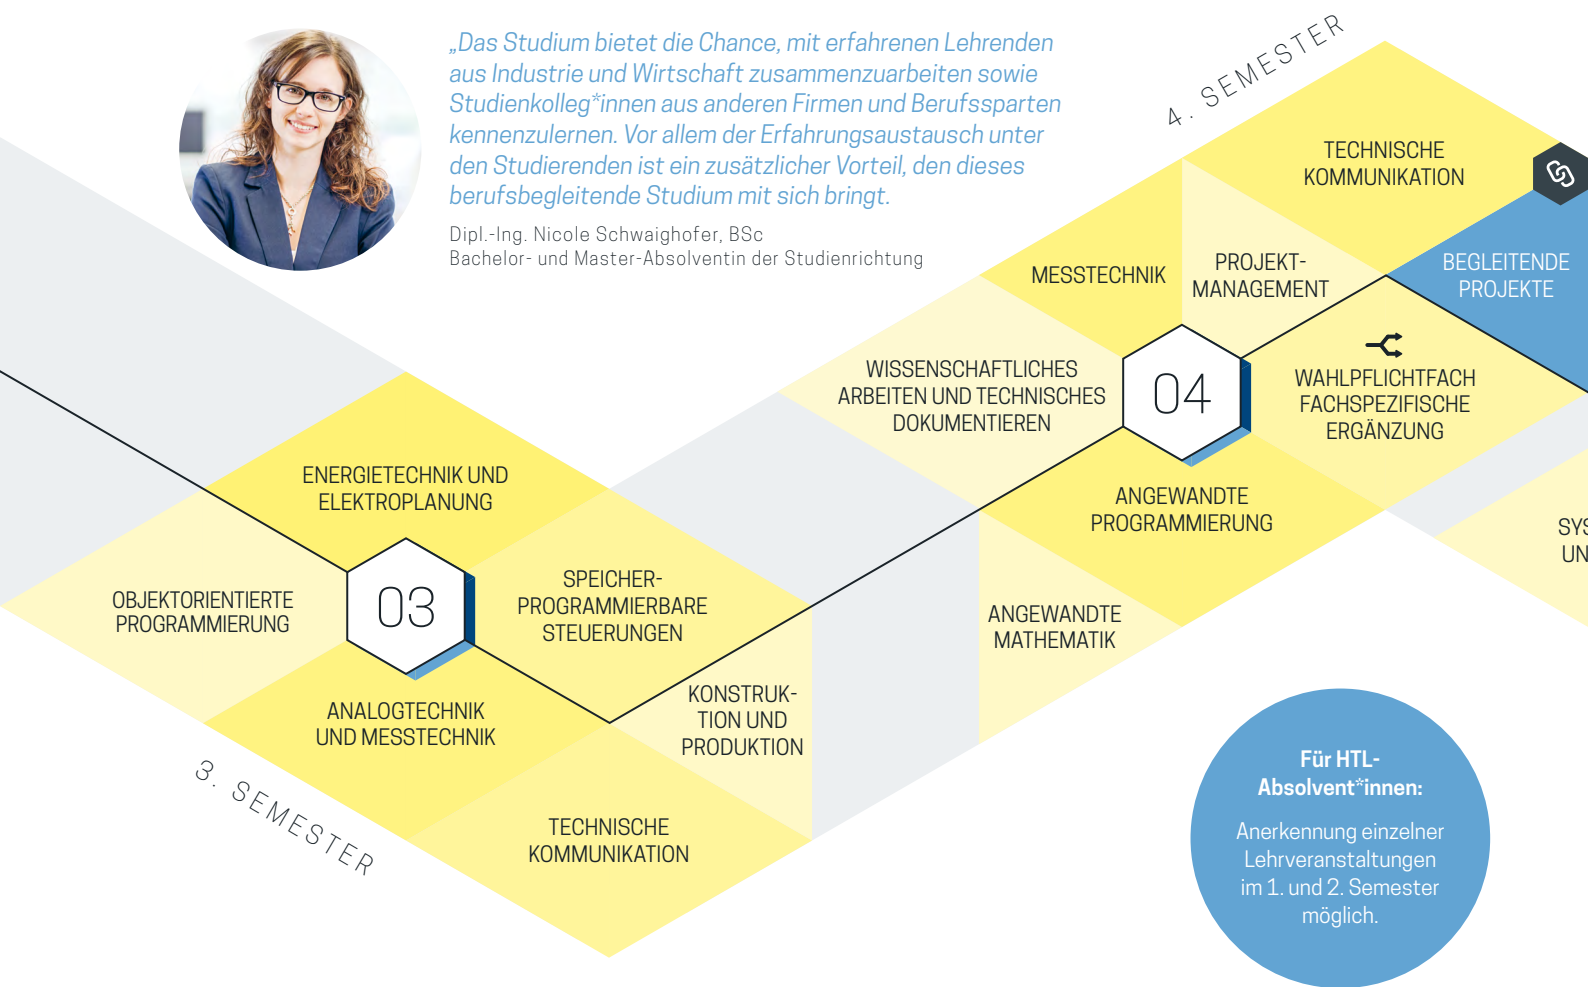 „Das Studium bietet die Chance, mit erfahrenen Lehrenden
aus Industrie und Wirtschaft zusammenzuarbeiten sowie
Studienkolleg*innen aus anderen Firmen und Berufssparten
kennenzulernen. Vor allem der Erfahrungsaustausch unter
den Studierenden ist ein zusätzlicher Vorteil, den dieses
berufsbegleitende Studium mit sich bringt.
Dipl.-Ing. Nicole Schwaighofer, BSc
Bachelor- und Master-Absolventin der Studienrichtung
ENERGIETECHNIK UND
ELEKTROPLANUNG
OBJEKTORIENTIERTE
PROGRAMMIERUNG
03
SPEICHER-
PROGRAMMIERBARE
STEUERUNGEN
ANALOGTECHNIK
UND MESSTECHNIK
KONSTRUK-
TION UND
PRODUKTION
TECHNISCHE
KOMMUNIKATION
3. SEMESTER
4. SEMESTER
TECHNISCHE
KOMMUNIKATION
MESSTECHNIK
PROJEKT-
MANAGEMENT
BEGLEITENDE
PROJEKTE
WISSENSCHAFTLICHES
ARBEITEN UND TECHNISCHES
DOKUMENTIEREN
04
WAHLPFLICHTFACH
FACHSPEZIFISCHE
ERGÄNZUNG
ANGEWANDTE
PROGRAMMIERUNG
ANGEWANDTE
MATHEMATIK
SYS
UN
Für HTL-
Absolvent*innen:
Anerkennung einzelner
Lehrveranstaltungen
im 1. und 2. Semester
möglich.